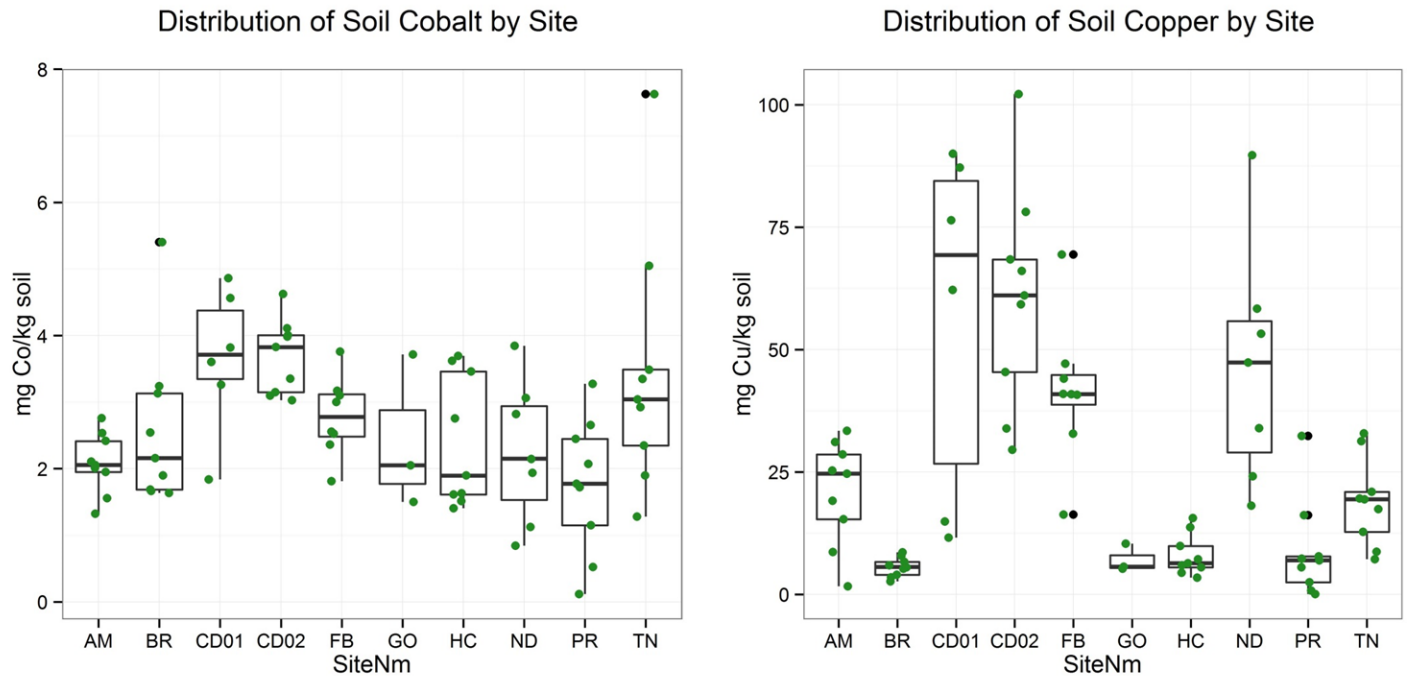 Distribution of Soil Cobalt by Site
mg Co/kg soil
8
6
4
2
0
AM BR CD01 CD02 FB GO HC ND PR TN
SiteNm
Distribution of Soil Copper by Site
mg Cu/kg soil
100
75
50
25
0
AM BR CD01 CD02 FB GO HC ND PR TN
SiteNm